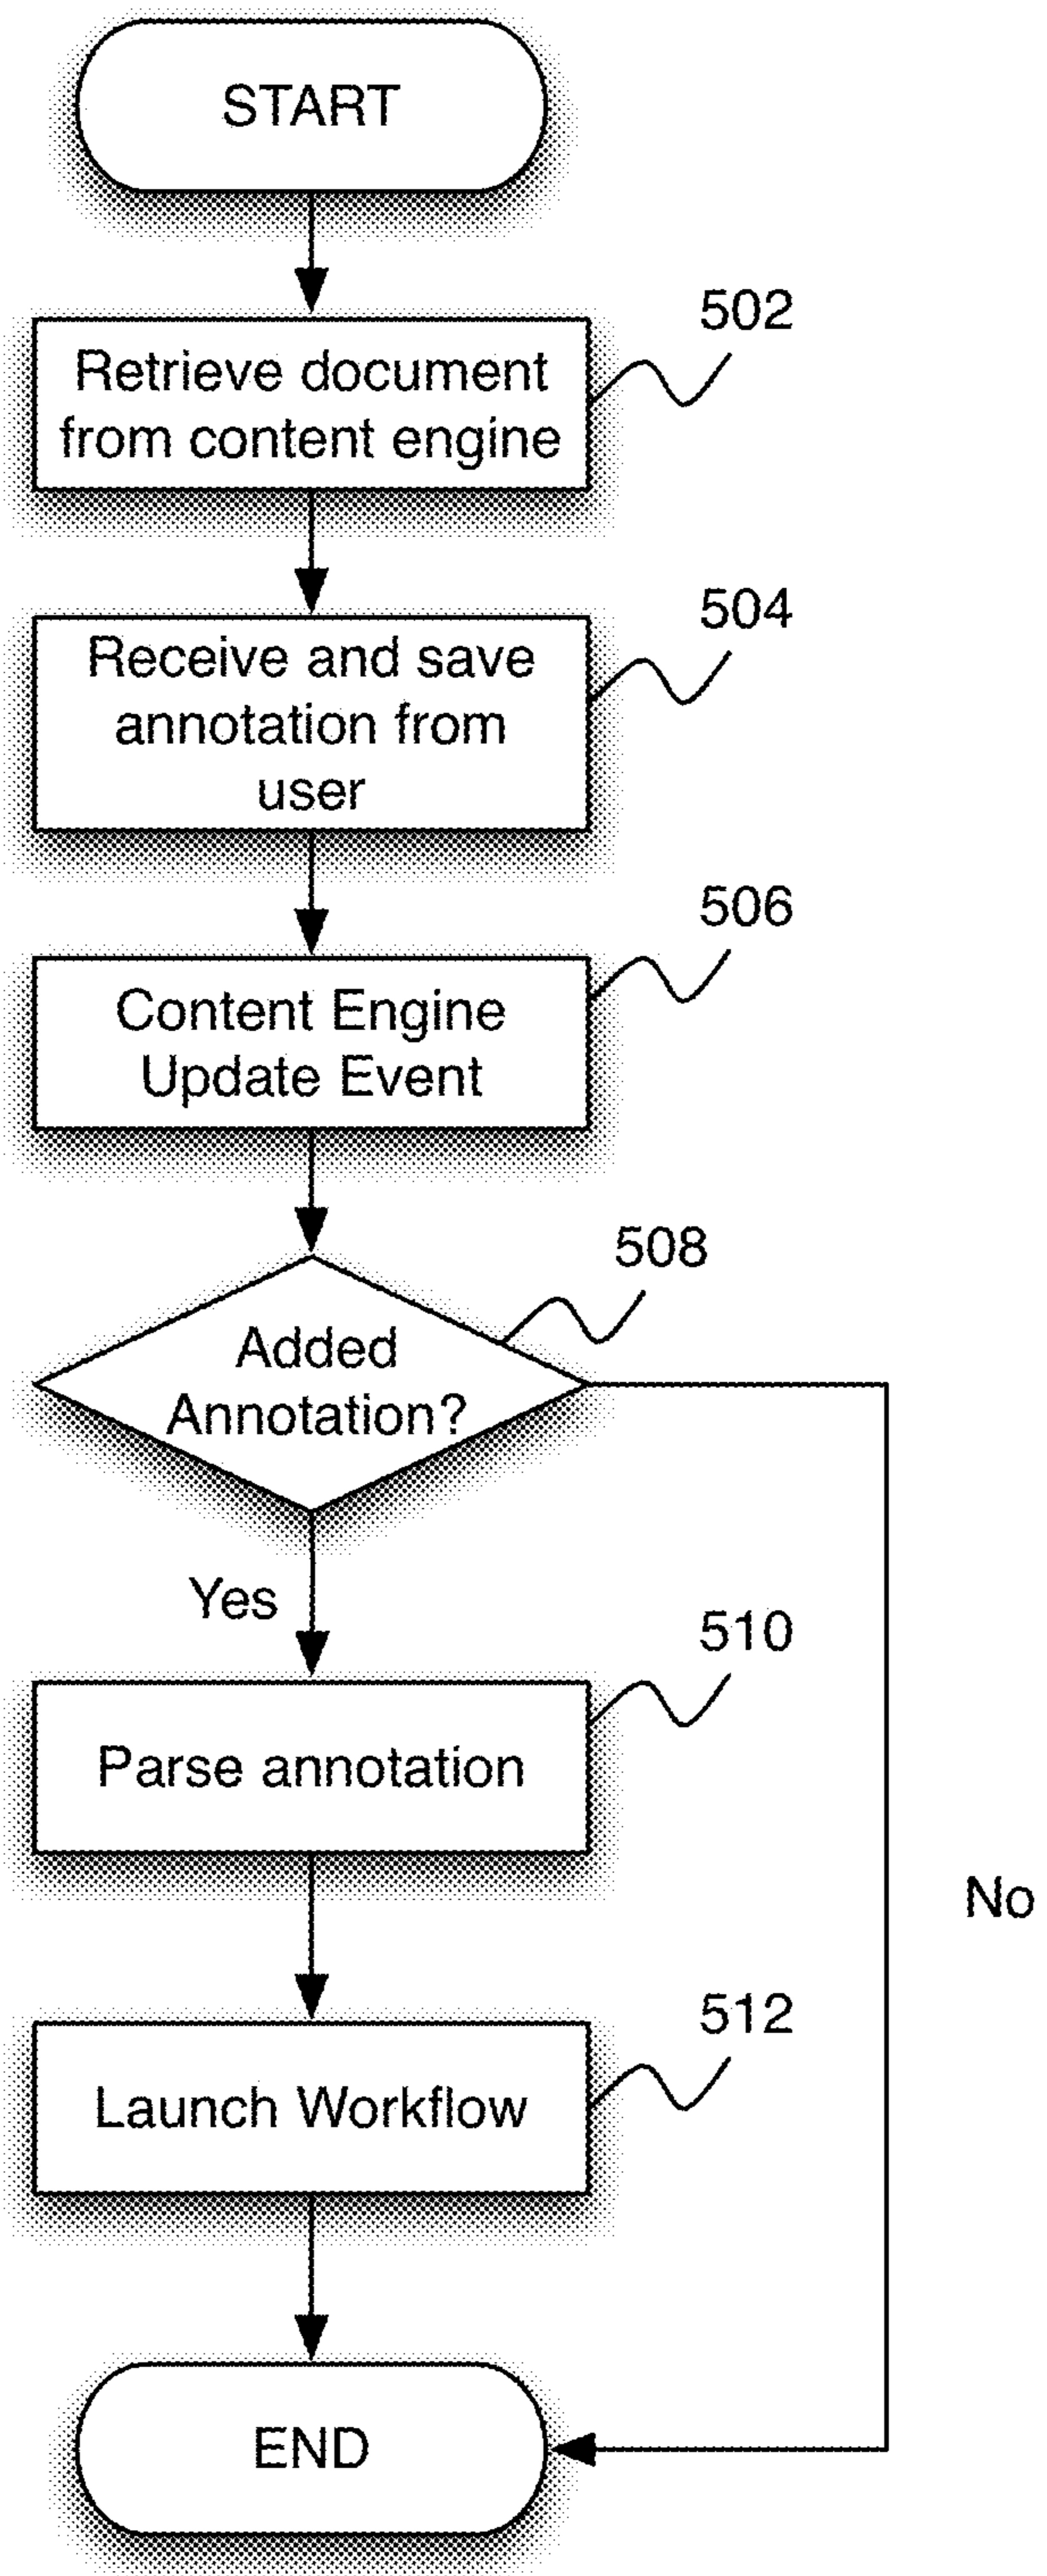 START
502
Retrieve document
from content engine
504
Receive and save
annotation from
user
506
Content Engine
Update Event
508
Added
Annotation?
Yes
510
Parse annotation
No
512
Launch Workflow
END